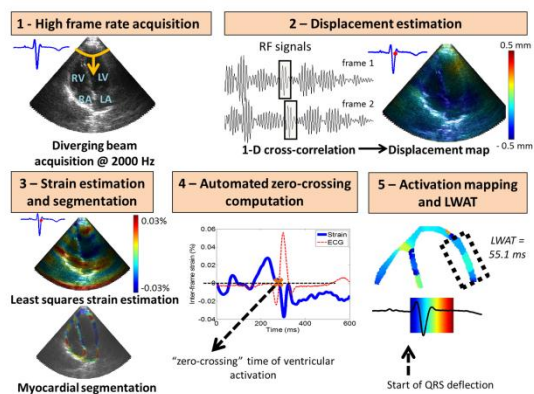 1 - High frame rate acquisition
RV LV
RA LA
Diverging beam
acquisition @ 2000 Hz
2 – Displacement estimation
RF signals
frame 1
frame 2
1-D cross-correlation
Displacement map
0.5 mm
- 0.5 mm
3 – Strain estimation
and segmentation
0.03%
-0.03%
Least squares strain estimation
Myocardial segmentation
4 – Automated zero-crossing
computation
Inter-frame strain (%)
0.06
0.04
0.02
0
-0.02
-0.04
Strain
ECG
0 200 400 600
Time (ms)
“zero-crossing” time of ventricular
activation
5 – Activation mapping
and LWAT
LWAT =
55.1 ms
Start of QRS deflection